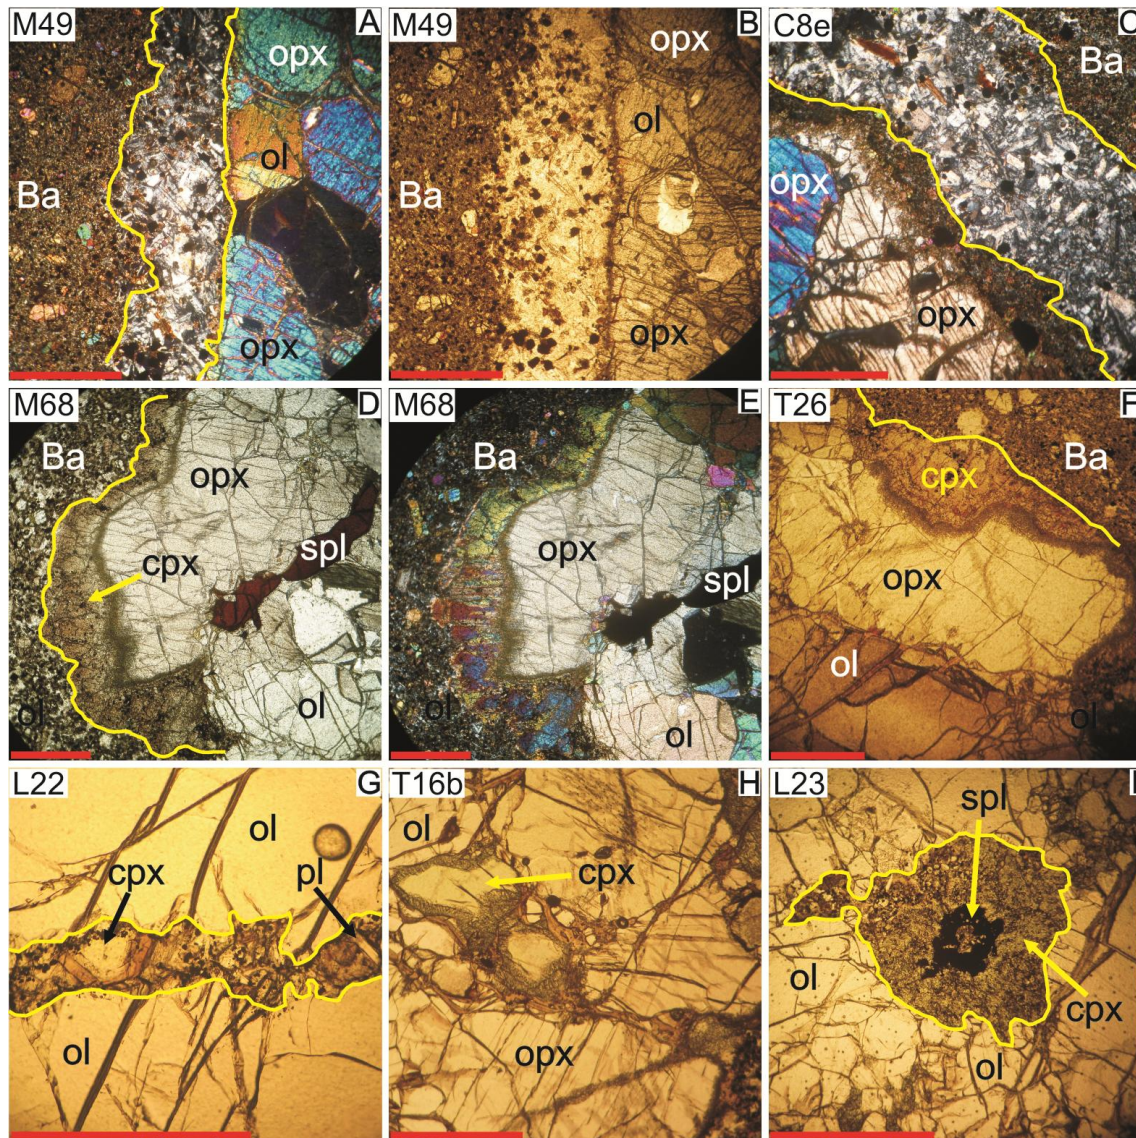 M49 A
opx
ol
Ba
opx
M49 B
opx
ol
Ba
opx
C8e C
Ba
opx
opx
M68 D
Ba
opx
cpx
spl
ol
ol
M68 E
Ba
opx
spl
ol
ol
T26 F
cpx
Ba
opx
ol
ol
L22 G
ol
cpx
pl
ol
T16b H
ol
cpx
opx
L23 I
spl
ol
cpx
ol